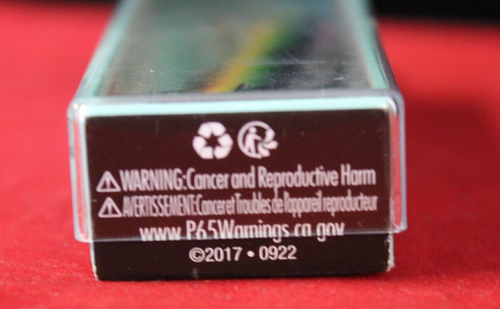 ⚠WARNING:Cancer and Reproductive Harm
⚠AVERTISSEMENT:Cancer et Troubles de l'appareil reproducteur
www.P65Warnings.ca.gov
©2017 • 0922